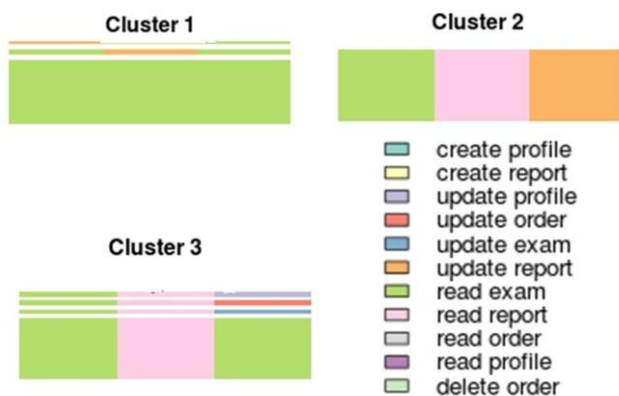 Cluster 1
Cluster 2
create profile
create report
update profile
update order
update exam
update report
read exam
read report
read order
read profile
delete order
Cluster 3